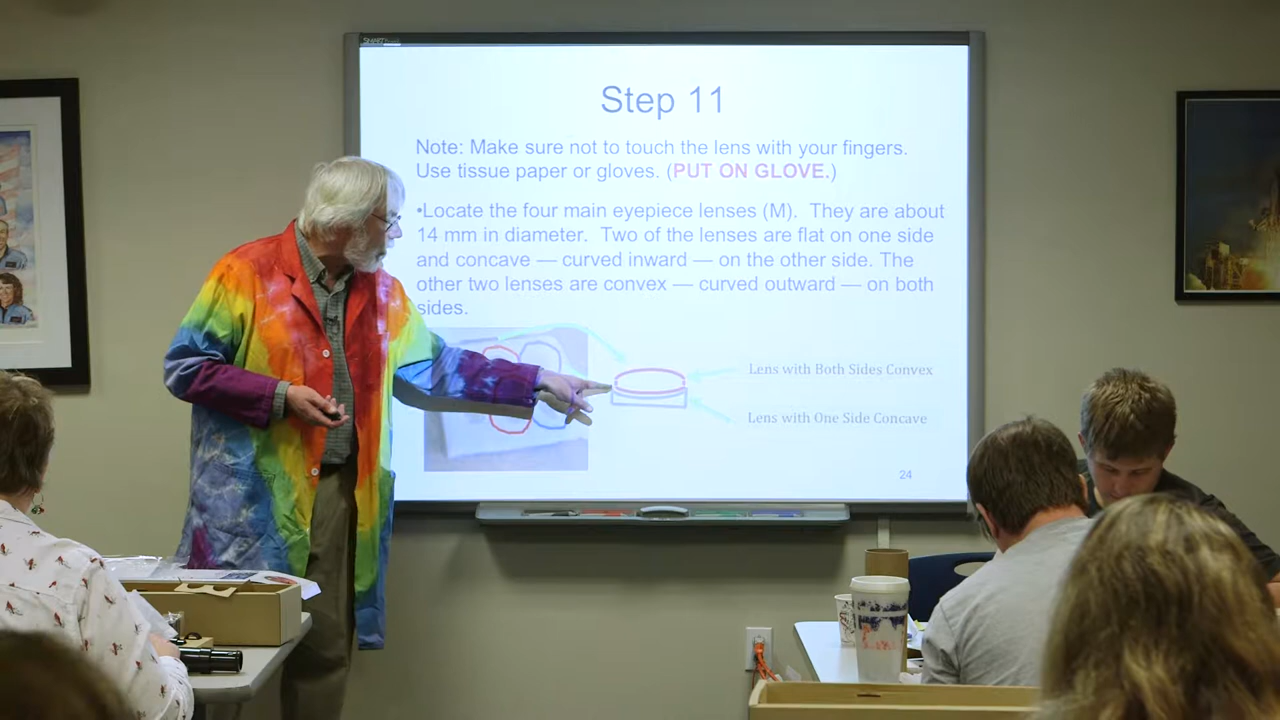 SMART
Step 11
Note: Make sure not to touch the lens with your fingers.
Use tissue paper or gloves. (PUT ON GLOVE.)
•Locate the four main eyepiece lenses (M).  They are about
14 mm in diameter.  Two of the lenses are flat on one side
and concave — curved inward — on the other side. The
other two lenses are convex — curved outward — on both
sides.
Lens with Both Sides Convex
Lens with One Side Concave
24